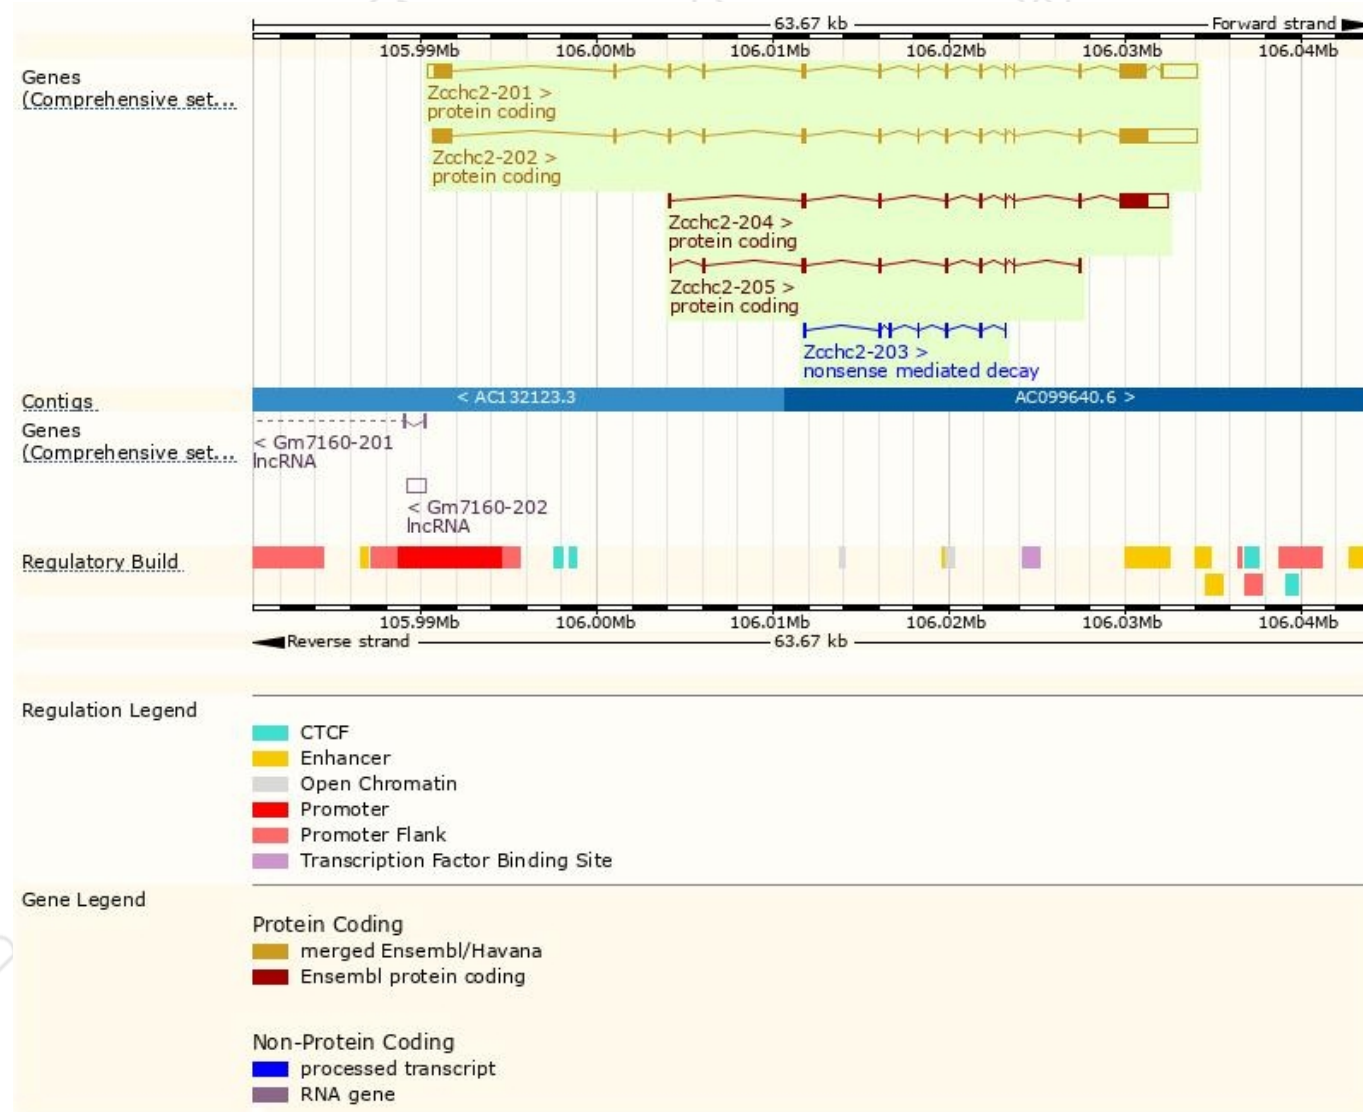 63.67 kb Forward strand
105.99Mb 106.00Mb 106.01Mb 106.02Mb 106.03Mb 106.04Mb
Genes
(Comprehensive set...
Zcchc2-201 >
protein coding
Zcchc2-202 >
protein coding
Zcchc2-204 >
protein coding
Zcchc2-205 >
protein coding
Zcchc2-203 >
nonsense mediated decay
Contigs < AC132123.3 AC099640.6 >
Genes
(Comprehensive set...
< Gm7160-201
lncRNA
< Gm7160-202
lncRNA
Regulatory Build
105.99Mb 106.00Mb 106.01Mb 106.02Mb 106.03Mb 106.04Mb
Reverse strand 63.67 kb
Regulation Legend
CTCF
Enhancer
Open Chromatin
Promoter
Promoter Flank
Transcription Factor Binding Site
Gene Legend
Protein Coding
merged Ensembl/Havana
Ensembl protein coding
Non-Protein Coding
processed transcript
RNA gene